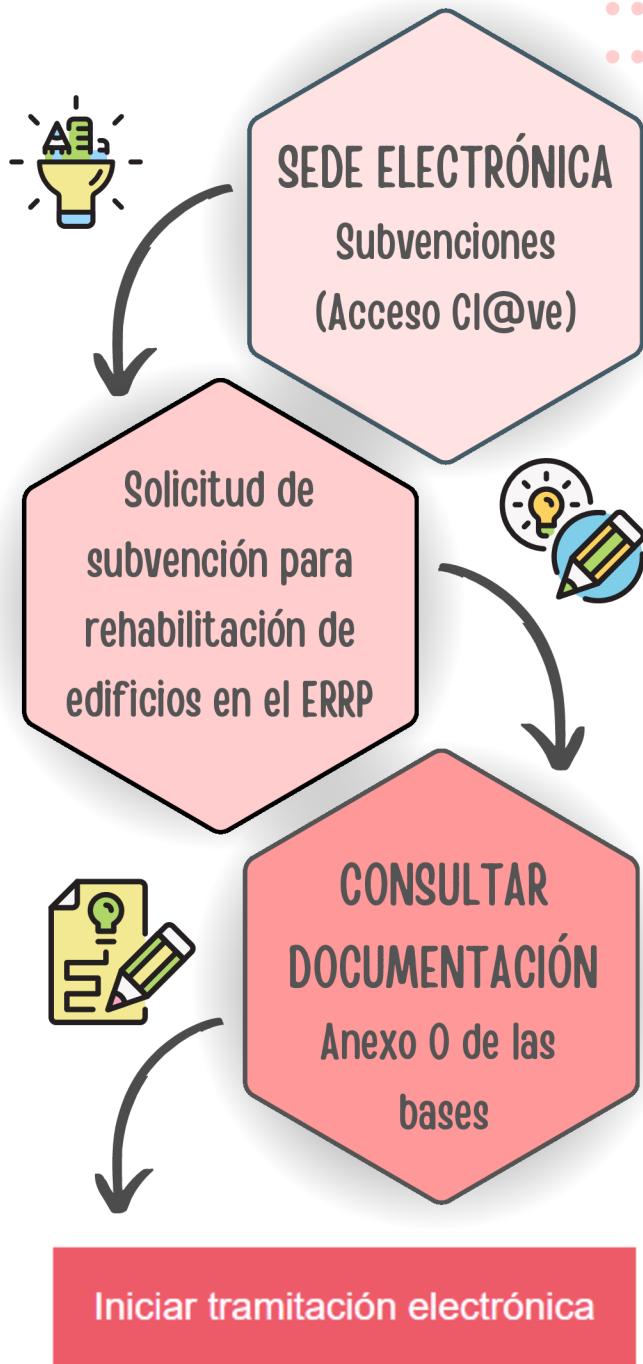 SEDE ELECTRÓNICA
Subvenciones
(Acceso Cl@ve)
Solicitud de
subvención para
rehabilitación de
edificios en el ERRP
CONSULTAR
DOCUMENTACIÓN
Anexo 0 de las
bases
Iniciar tramitación electrónica